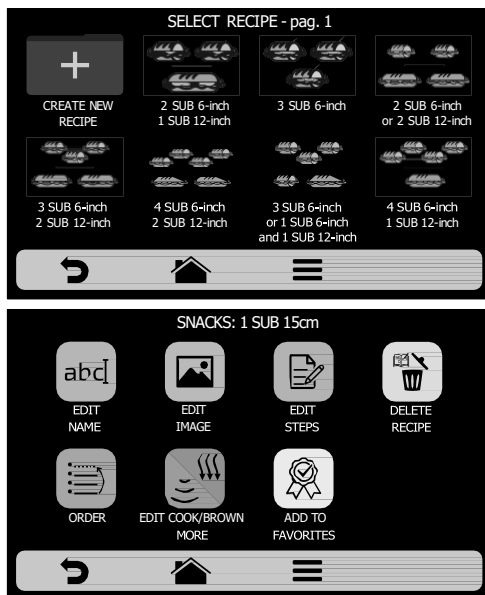 SELECT RECIPE - pag. 1
CREATE NEW
RECIPE
2 SUB 6-inch
1 SUB 12-inch
3 SUB 6-inch
2 SUB 6-inch
or 2 SUB 12-inch
3 SUB 6-inch
2 SUB 12-inch
4 SUB 6-inch
2 SUB 12-inch
3 SUB 6-inch
or 1 SUB 6-inch
and 1 SUB 12-inch
4 SUB 6-inch
1 SUB 12-inch
SNACKS: 1 SUB 15cm
abc
EDIT
NAME
EDIT
IMAGE
EDIT
STEPS
DELETE
RECIPE
ORDER
EDIT COOK/BROWN
MORE
ADD TO
FAVORITES